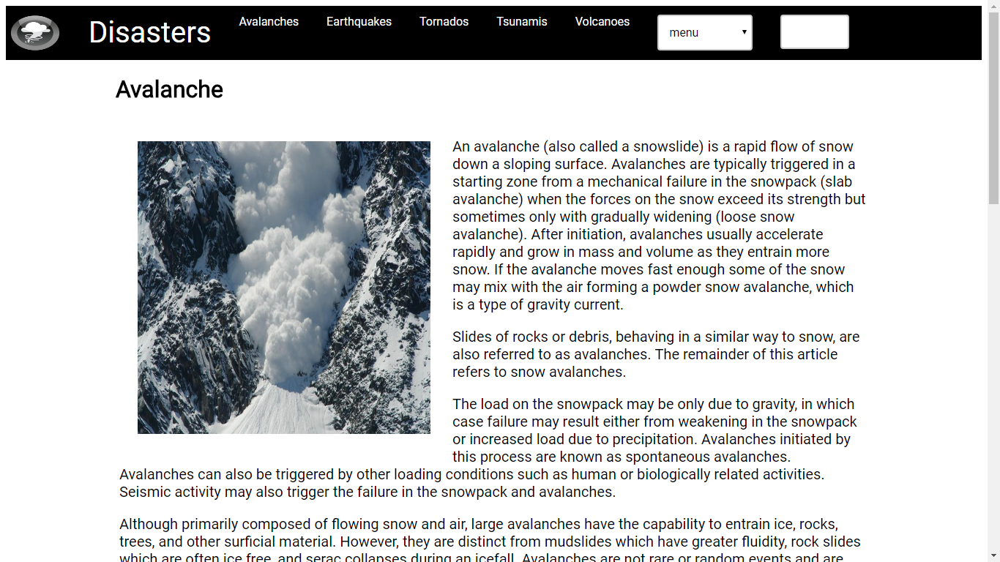 Disasters
Avalanches
Earthquakes
Tornados
Tsunamis
Volcanoes
menu
Avalanche
An avalanche (also called a snowslide) is a rapid flow of snow
down a sloping surface. Avalanches are typically triggered in a
starting zone from a mechanical failure in the snowpack (slab
avalanche) when the forces on the snow exceed its strength but
sometimes only with gradually widening (loose snow
avalanche). After initiation, avalanches usually accelerate
rapidly and grow in mass and volume as they entrain more
snow. If the avalanche moves fast enough some of the snow
may mix with the air forming a powder snow avalanche, which
is a type of gravity current.
Slides of rocks or debris, behaving in a similar way to snow, are
also referred to as avalanches. The remainder of this article
refers to snow avalanches.
The load on the snowpack may be only due to gravity, in which
case failure may result either from weakening in the snowpack
or increased load due to precipitation. Avalanches initiated by
this process are known as spontaneous avalanches.
Avalanches can also be triggered by other loading conditions such as human or biologically related activities.
Seismic activity may also trigger the failure in the snowpack and avalanches.
Although primarily composed of flowing snow and air, large avalanches have the capability to entrain ice, rocks,
trees, and other surficial material. However, they are distinct from mudslides which have greater fluidity, rock slides
which are often ice free, and serac collapses during an icefall. Avalanches are not rare or random events and are